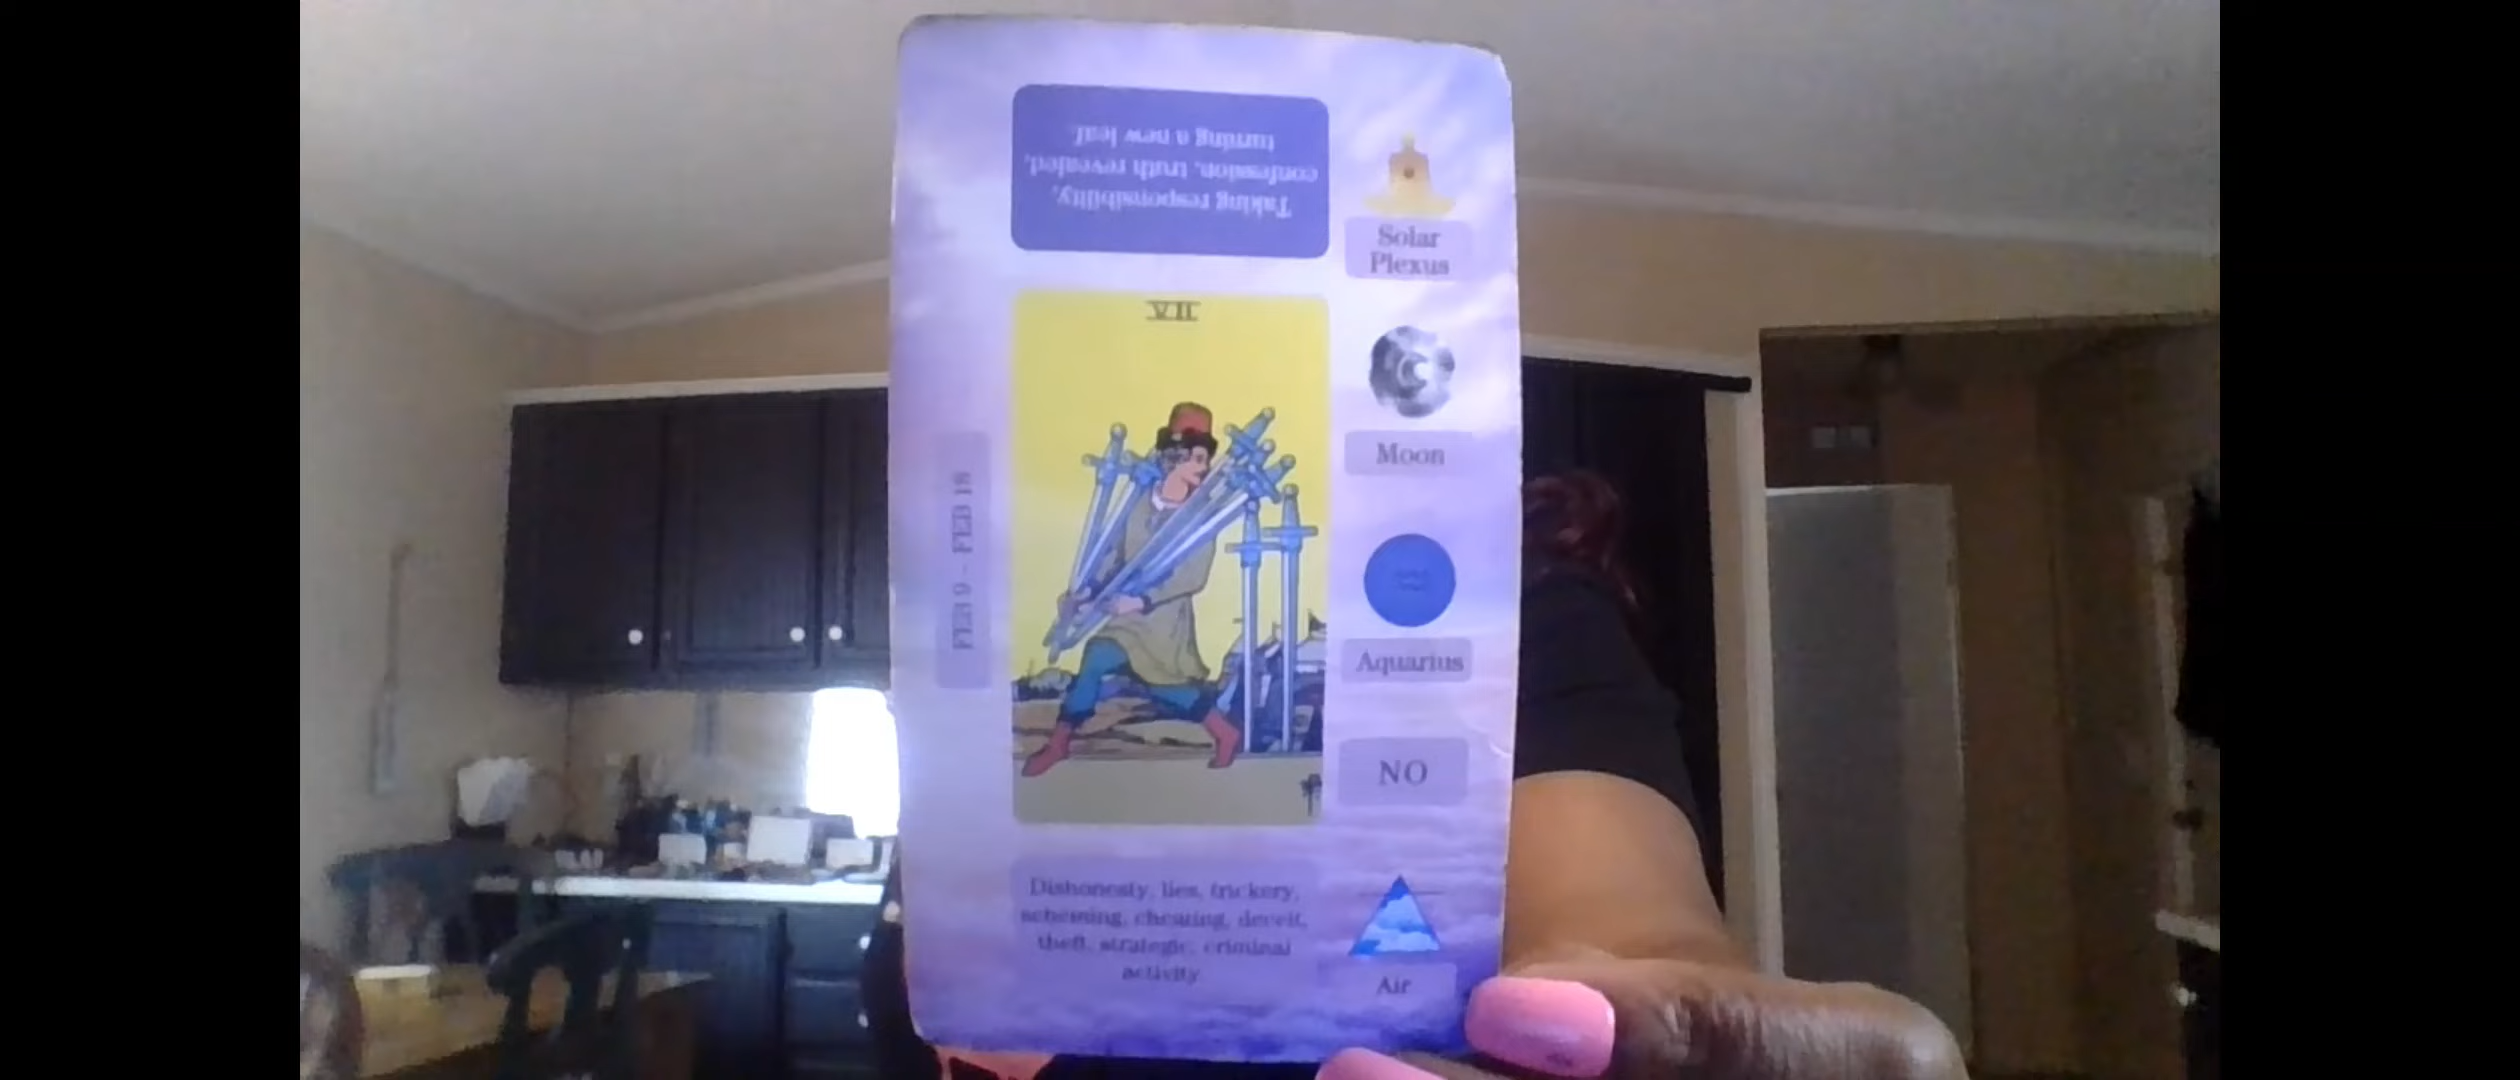 Taking responsibility,
confession, truth revealed,
turning a new leaf.
Solar
Plexus
VII
Moon
FEB 9 - FEB 18
Aquarius
NO
Dishonesty, lies, trickery,
scheming, cheating, deceit,
theft, strategic, criminal
activity
Air